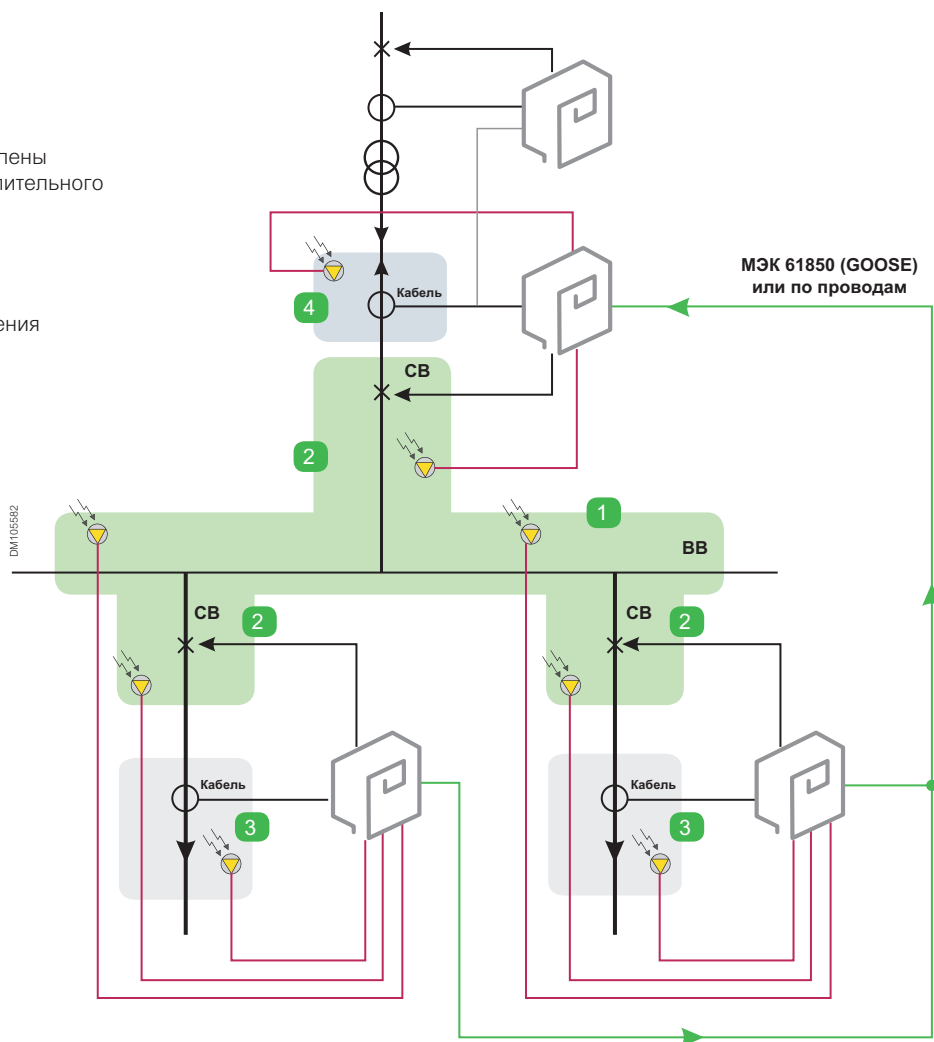 лены
лительного
ения
МЭК 61850 (GOOSE)
или по проводам
Кабель
4
СВ
2
1
DM105582
ВВ
СВ
2
СВ
2
Кабель
3
Кабель
3